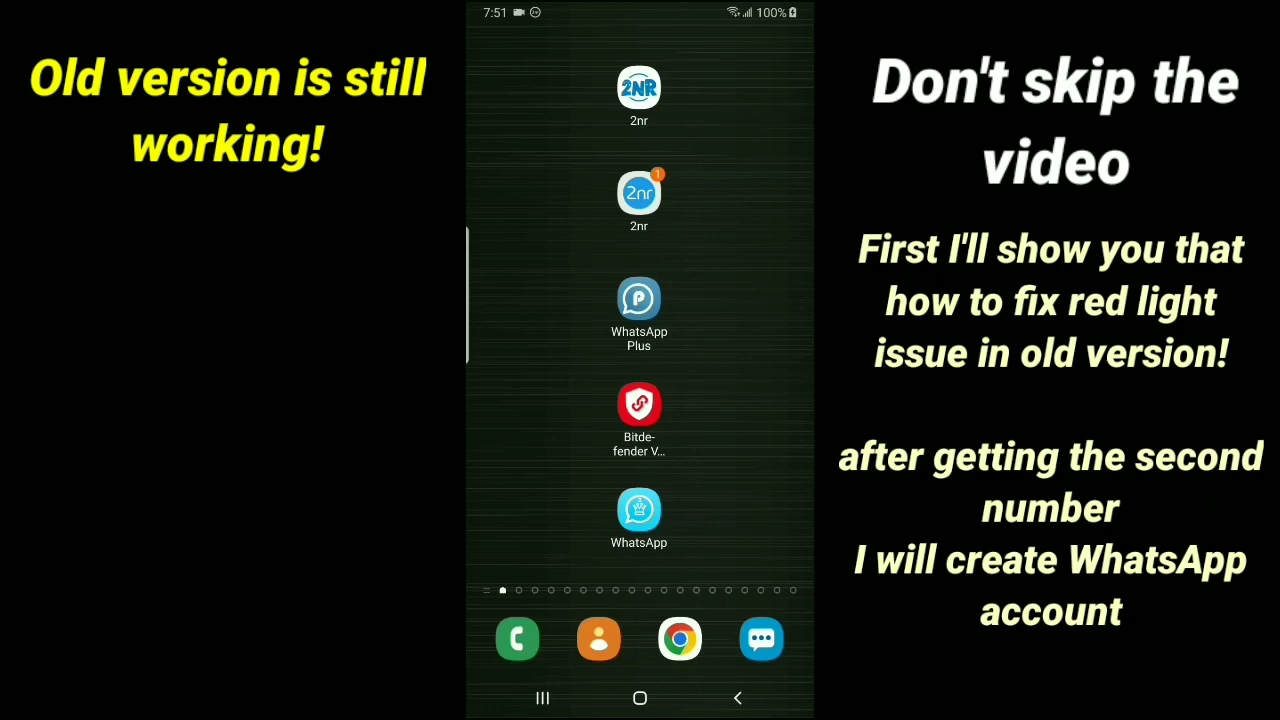 Old version is still
working!
7:51
100%
2NR
2nr
1
2nr
2nr
WhatsApp
Plus
Bitde-
fender V...
WhatsApp
Don't skip the
video
First I'll show you that
how to fix red light
issue in old version!
after getting the second
number
I will create WhatsApp
account